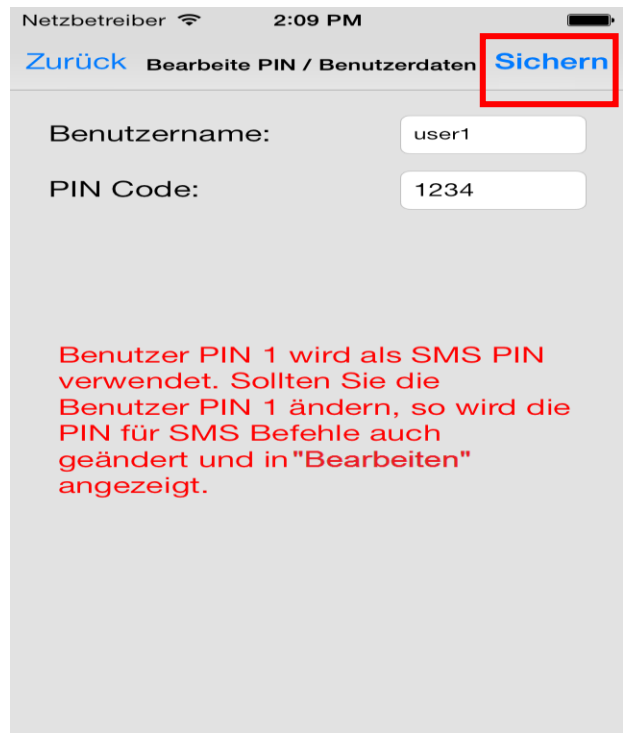 Netzbetreiber 2:09 PM
Zurück Bearbeite PIN / Benutzerdaten Sichern
Benutzername: user1
PIN Code: 1234
Benutzer PIN 1 wird als SMS PIN
verwendet. Sollten Sie die
Benutzer PIN 1 ändern, so wird die
PIN für SMS Befehle auch
geändert und in "Bearbeiten"
angezeigt.